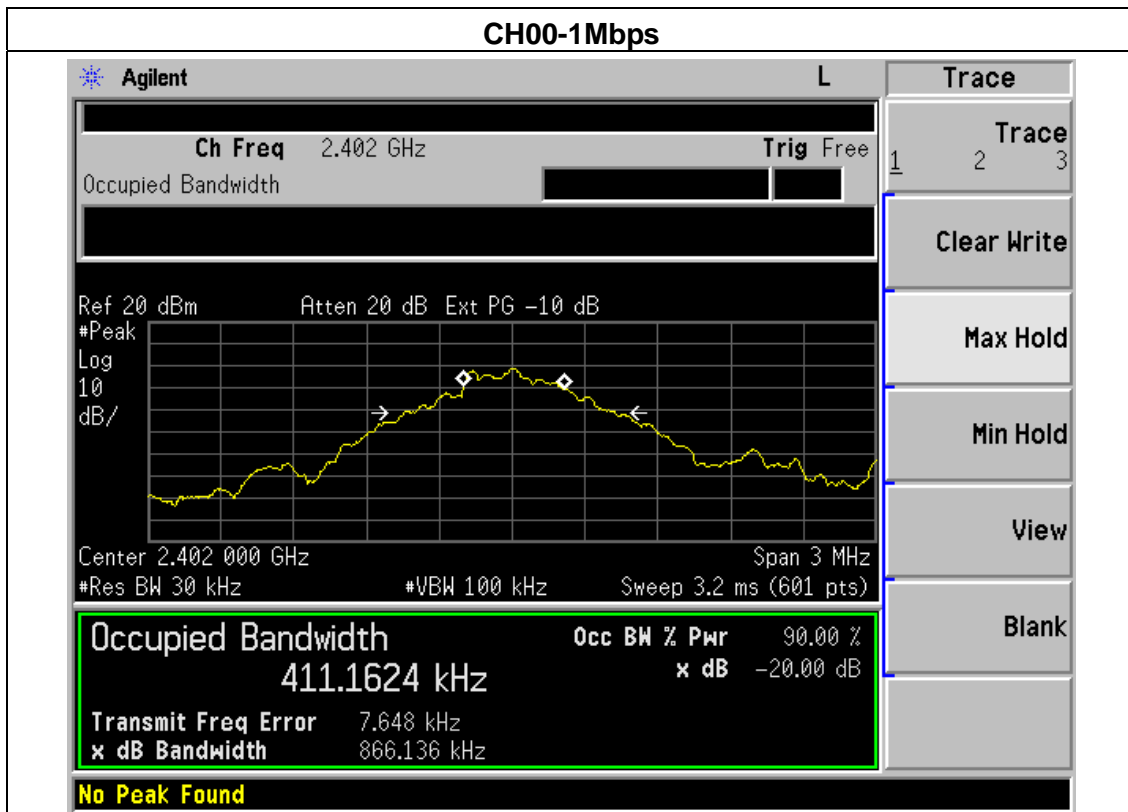 CH00-1Mbps
Agilent L Trace
Ch Freq 2.402 GHz Trig Free
Occupied Bandwidth
Trace
1 2 3
Clear Write
Max Hold
Min Hold
View
Blank
Ref 20 dBm Atten 20 dB Ext PG -10 dB
#Peak
Log
10
dB/
Center 2.402 000 GHz Span 3 MHz
#Res BW 30 kHz #VBW 100 kHz Sweep 3.2 ms (601 pts)
Occupied Bandwidth Occ BW % Pwr 90.00 %
411.1624 kHz x dB -20.00 dB
Transmit Freq Error 7.648 kHz
x dB Bandwidth 866.136 kHz
No Peak Found